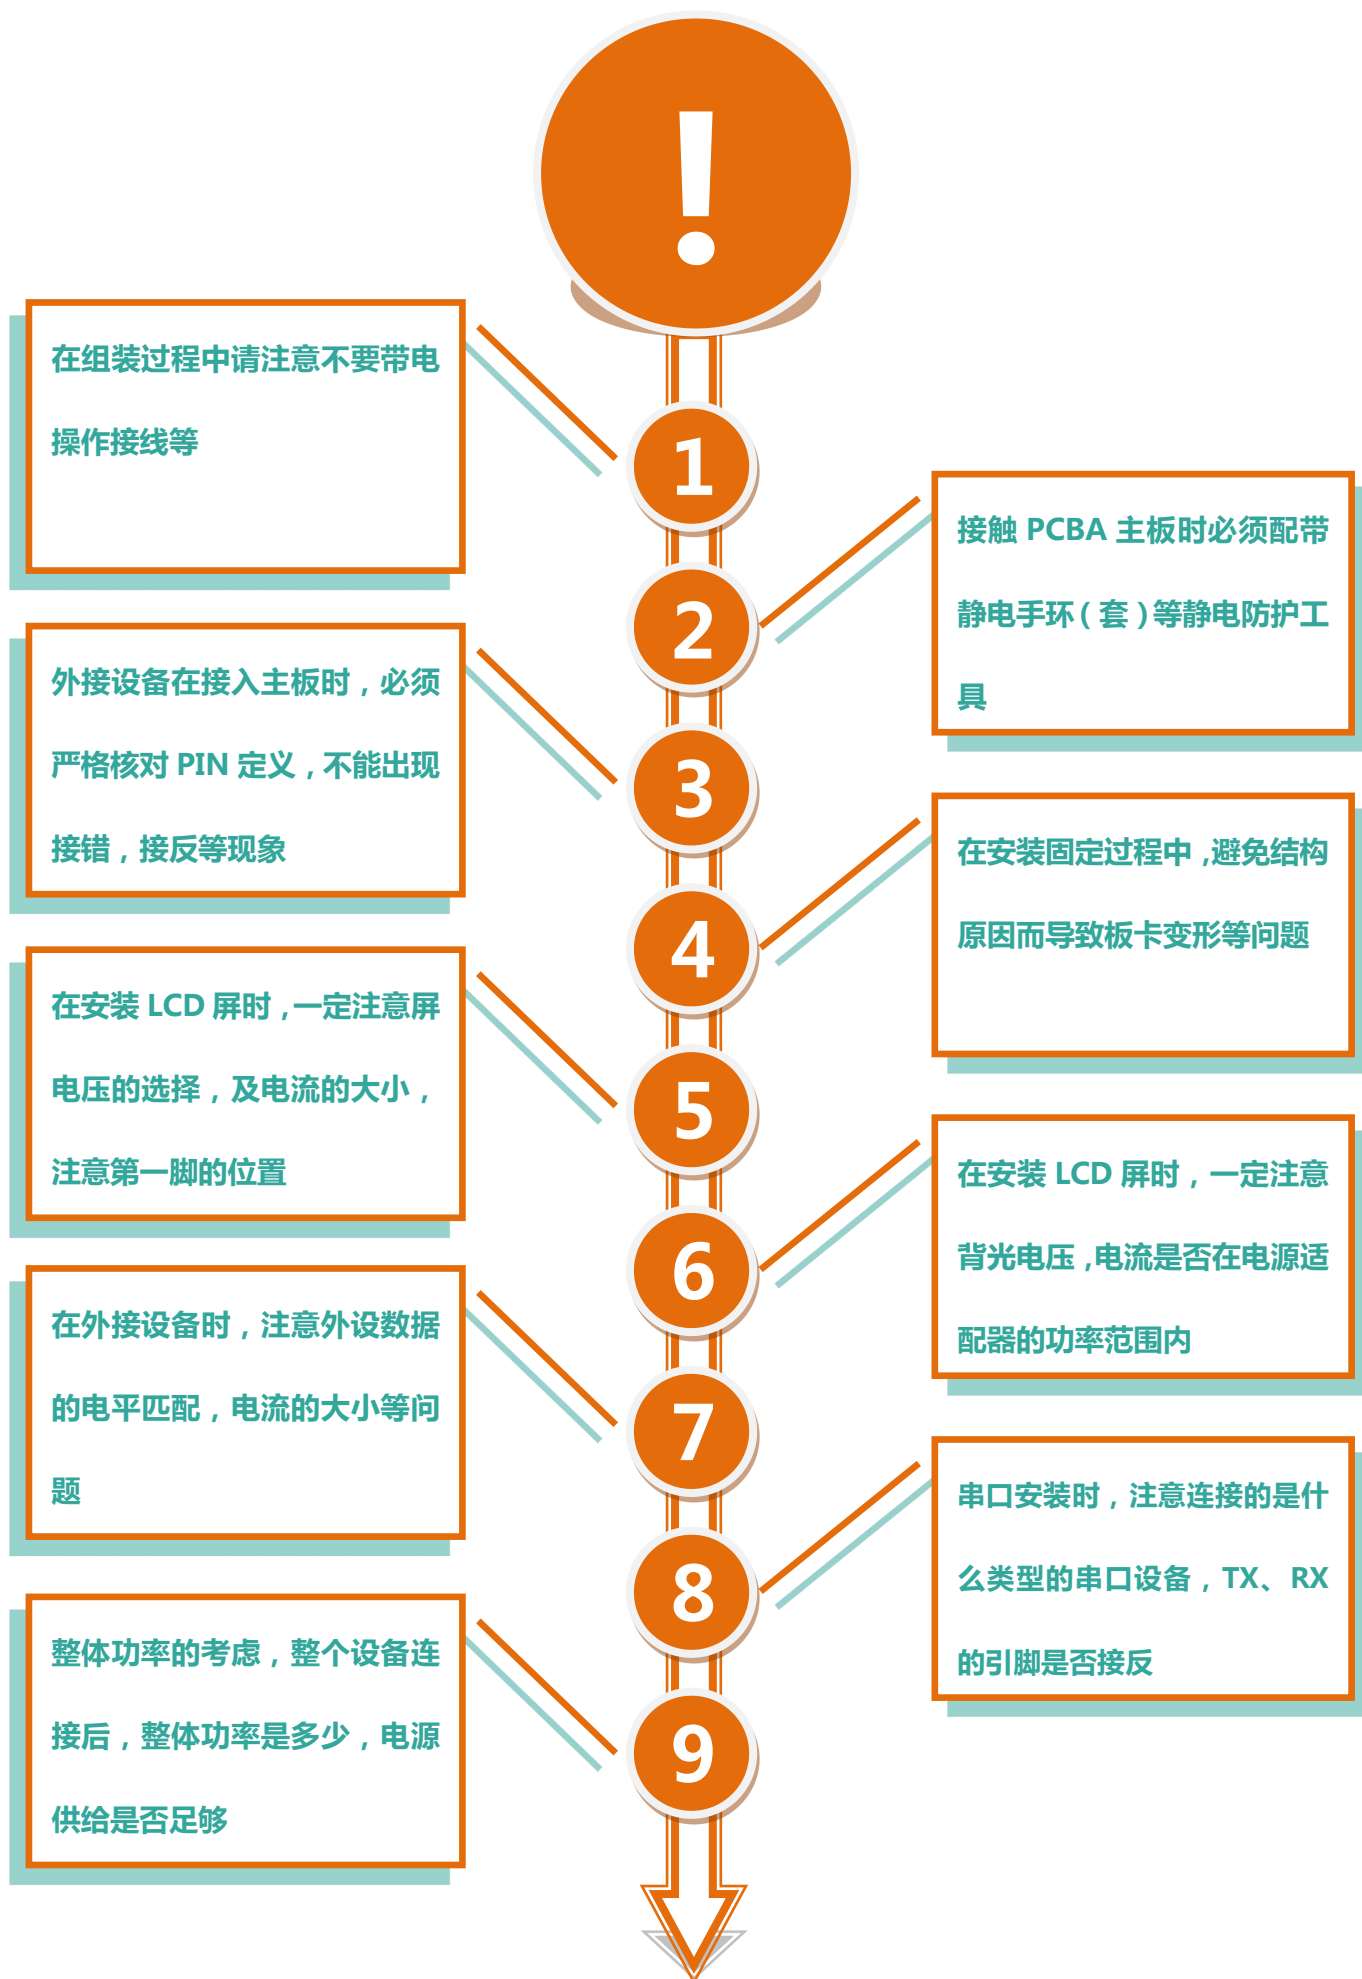 !
1
在组装过程中请注意不要带电
操作接线等
2
接触 PCBA 主板时必须配带
静电手环（套）等静电防护工
具
3
外接设备在接入主板时，必须
严格核对 PIN 定义，不能出现
接错，接反等现象
4
在安装固定过程中，避免结构
原因而导致板卡变形等问题
5
在安装 LCD 屏时，一定注意屏
电压的选择，及电流的大小，
注意第一脚的位置
6
在安装 LCD 屏时，一定注意
背光电压，电流是否在电源适
配器的功率范围内
7
在外接设备时，注意外设数据
的电平匹配，电流的大小等问
题
8
串口安装时，注意连接的是什
么类型的串口设备，TX、RX
的引脚是否接反
9
整体功率的考虑，整个设备连
接后，整体功率是多少，电源
供给是否足够